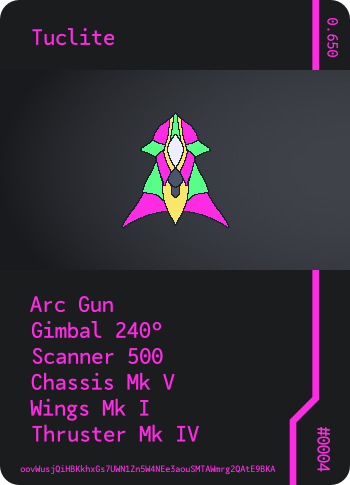 Tuclite
0.650
Arc Gun
Gimbal 240°
Scanner 500
Chassis Mk V
Wings Mk I
Thruster Mk IV
#0004
oovWusjQiHBKkhxGs7UWN1Zn5W4NEe3aouSMTAWmrg2QAtE9BKA